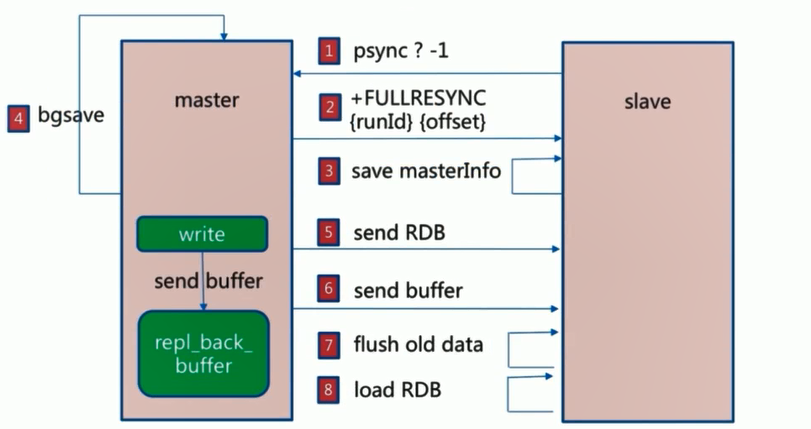 1 psync ? -1
master
2 +FULLRESYNC
{runId} {offset}
slave
4 bgsave
3 save masterInfo
write
5 send RDB
send buffer
6 send buffer
repl_back_
buffer
7 flush old data
8 load RDB